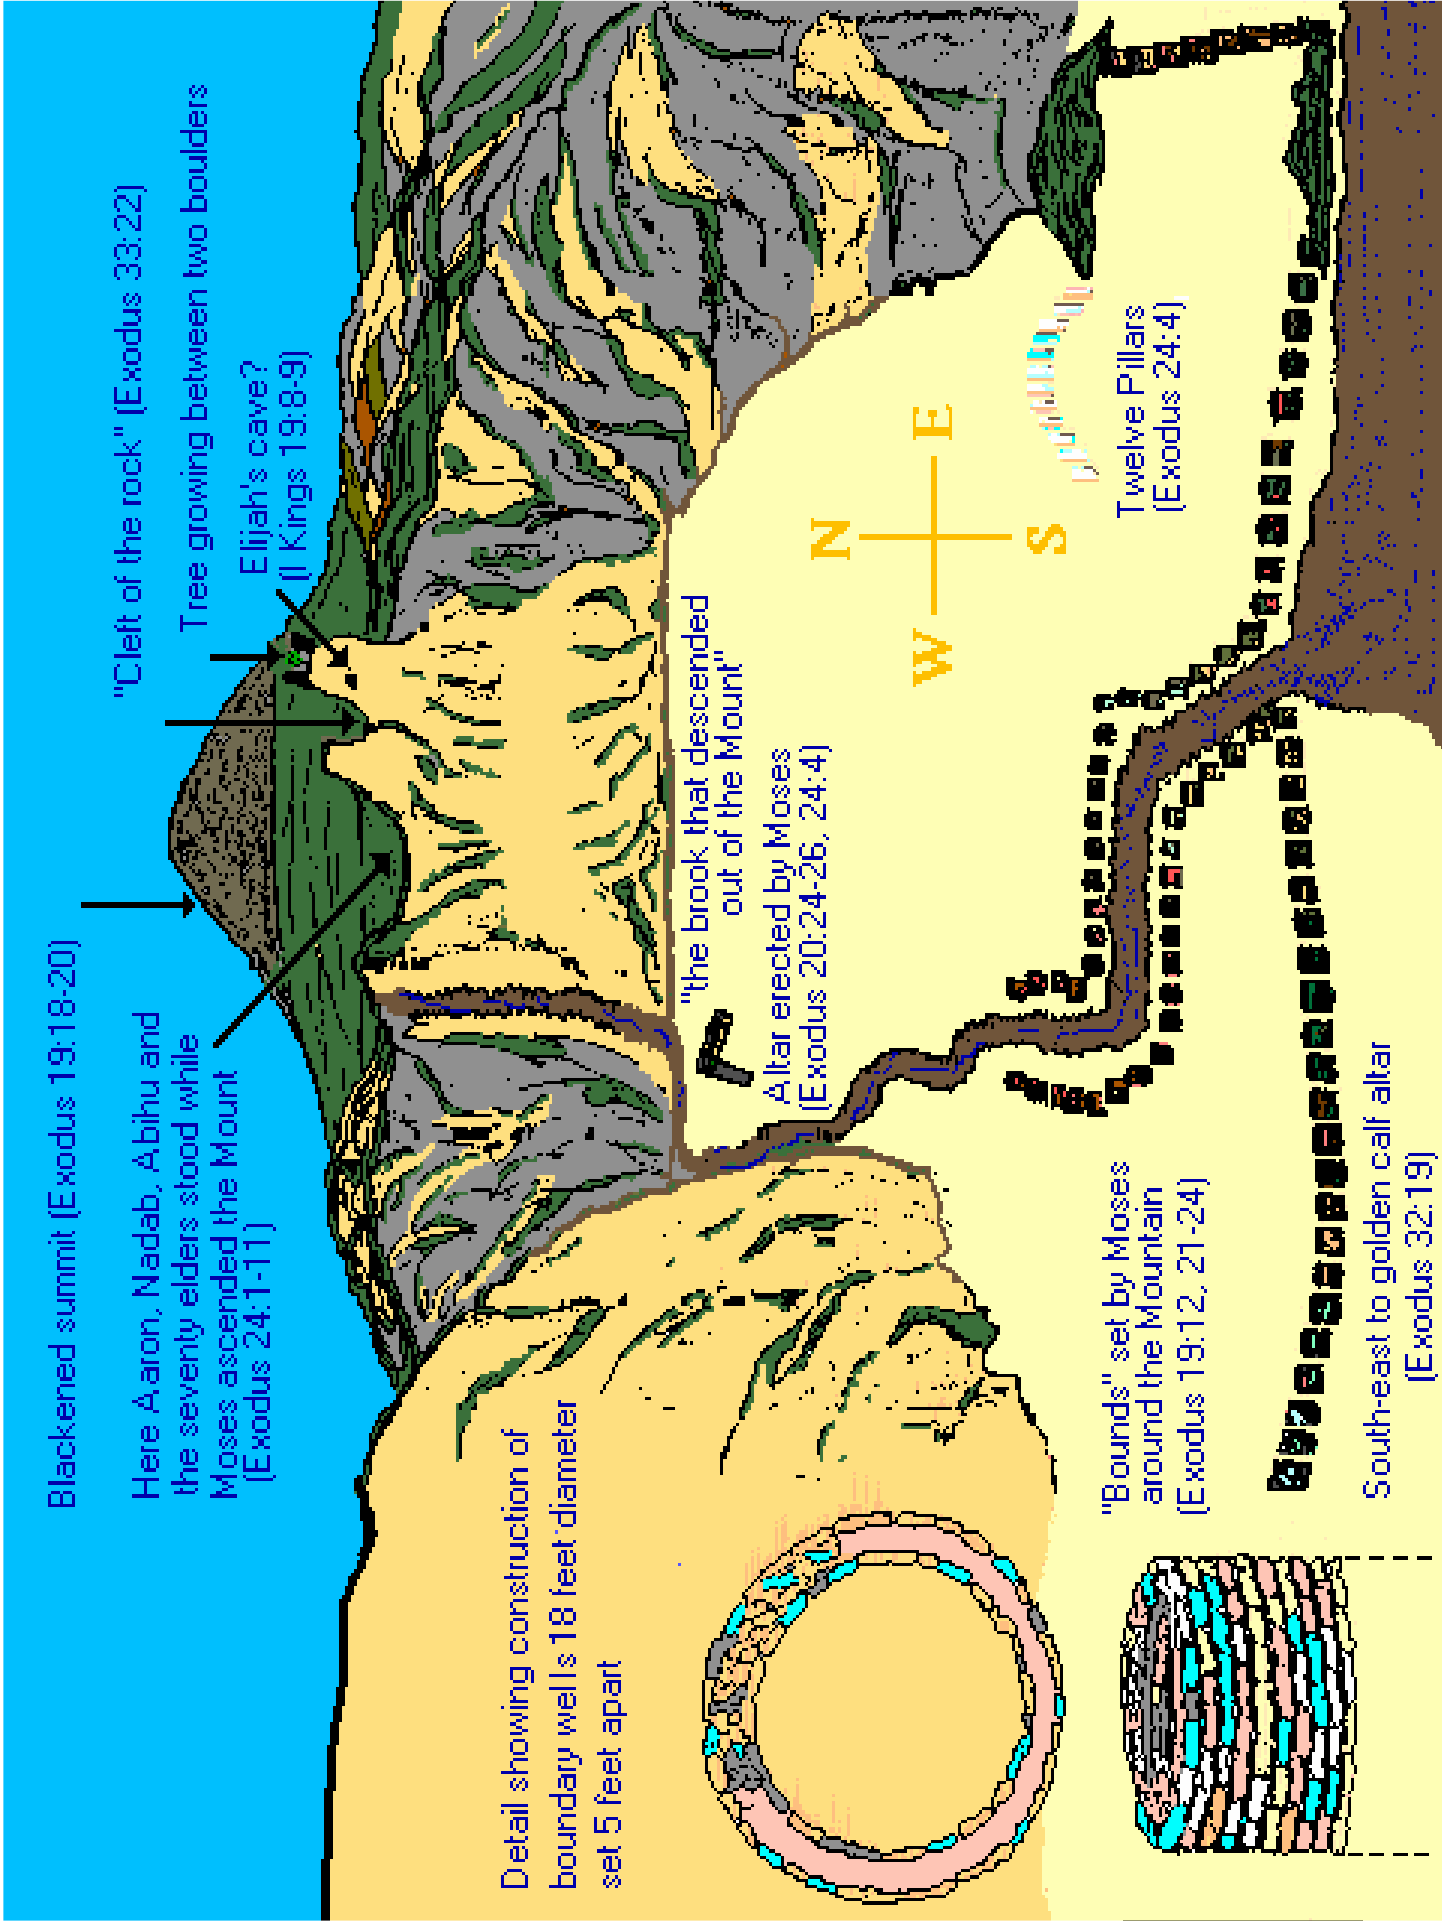 Blackened summit (Exodus 19:18-20)
Here Aaron, Nadab, Abihu and
the seventy elders stood while
Moses ascended the Mount
(Exodus 24:1-11)
"Cleft of the rock" (Exodus 33:22)
Tree growing between two boulders
Elijah's cave?
(I Kings 19:8-9)
Detail showing construction of
boundary wells 18 feet diameter
set 5 feet apart
"the brook that descended
out of the Mount"
Altar erected by Moses
(Exodus 20:24-26, 24:4)
N
W
E
S
Twelve Pillars
(Exodus 24:4)
"Bounds" set by Moses
around the Mountain
(Exodus 19:12, 21-24)
South-east to golden calf altar
(Exodus 32:19)